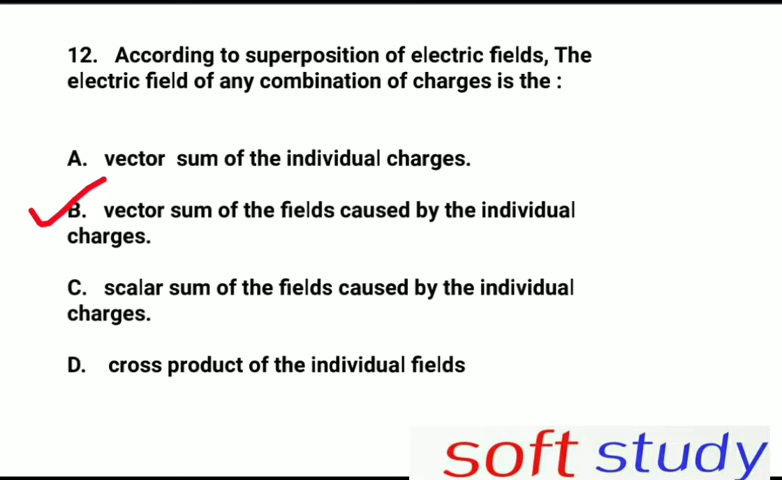 12. According to superposition of electric fields, The
electric field of any combination of charges is the :
A. vector sum of the individual charges.
B. vector sum of the fields caused by the individual
charges.
C. scalar sum of the fields caused by the individual
charges.
D. cross product of the individual fields
soft study